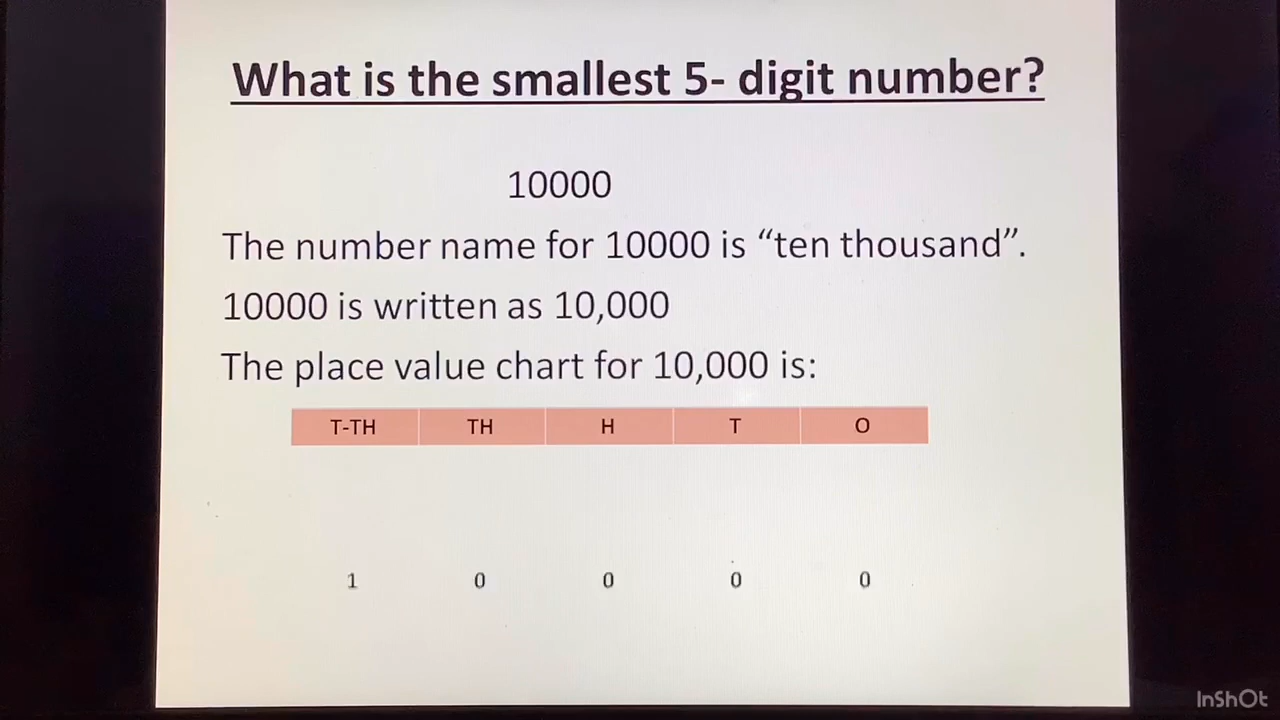 What is the smallest 5- digit number?
10000
The number name for 10000 is “ten thousand”.
10000 is written as 10,000
The place value chart for 10,000 is:
T-TH TH H T O
1 0 0 0 0
InShOt